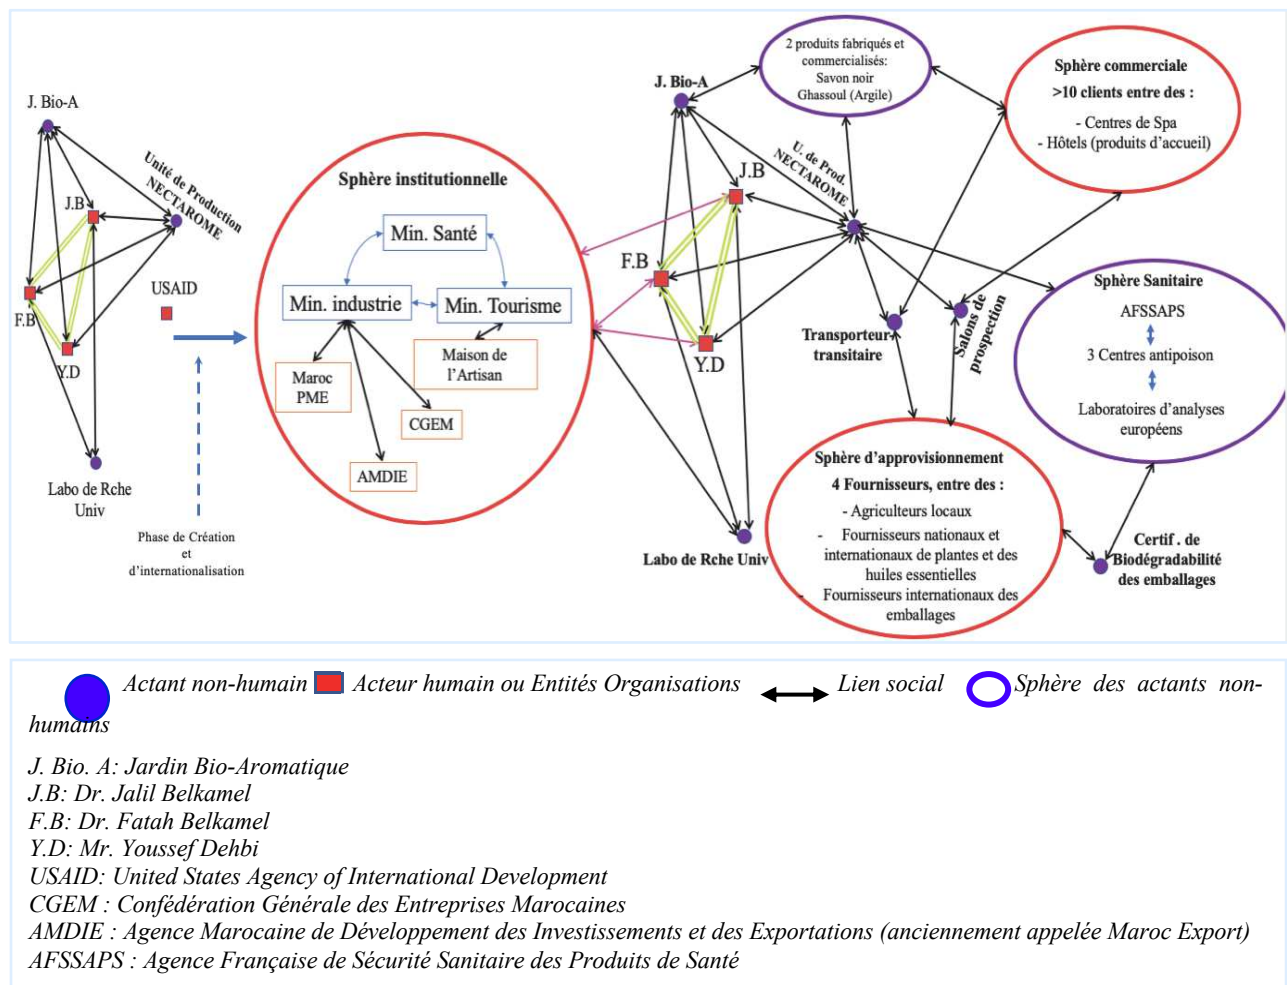 J. Bio-A
Unité de Production
NECTAROME
J.B
F.B
Y.D
USAID
Labo de Rche
Univ
Phase de Création
et
d'internationalisation
Sphère institutionnelle
Min. Santé
Min. industrie
Min. Tourisme
Maroc
PME
Maison de
l'Artisan
CGEM
AMDIE
J. Bio-A
2 produits fabriqués et
commercialisés:
Savon noir
Ghassoul (Argile)
U. de Prod.
NECTAROME
J.B
F.B
Y.D
Labo de Rche Univ
Sphère commerciale
>10 clients entre des :
- Centres de Spa
- Hôtels (produits d'accueil)
Transporteur
transitaire
Salons de
prospection
Sphère Sanitaire
AFSSAPS
3 Centres antipoison
Laboratoires d'analyses
européens
Sphère d'approvisionnement
4 Fournisseurs, entre des :
- Agriculteurs locaux
- Fournisseurs nationaux et
internationaux de plantes et des
huiles essentielles
- Fournisseurs internationaux des
emballages
Certif . de
Biodégradabilité
des emballages
Actant non-humain Acteur humain ou Entités Organisations Lien social Sphère des actants non-
humains
J. Bio. A: Jardin Bio-Aromatique
J.B: Dr. Jalil Belkamel
F.B: Dr. Fatah Belkamel
Y.D: Mr. Youssef Dehbi
USAID: United States Agency of International Development
CGEM : Confédération Générale des Entreprises Marocaines
AMDIE : Agence Marocaine de Développement des Investissements et des Exportations (anciennement appelée Maroc Export)
AFSSAPS : Agence Française de Sécurité Sanitaire des Produits de Santé